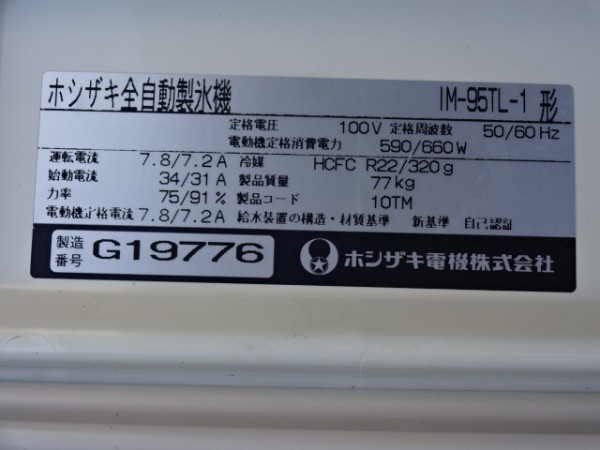 ホシザキ全自動製氷機 IM-95TL-1 形
定格電圧 100V 定格周波数 50/60 Hz
電動機定格消費電力 590/660 W
運転電流 7.8/7.2 A 冷媒 HCFC R22/320 g
始動電流 34/31 A 製品質量 77 kg
力率 75/91 % 製品コード 10TM
電動機定格電流 7.8/7.2 A 給水装置の構造・材質基準 新基準 自己認証
製造番号 G19776 ホシザキ電機株式会社